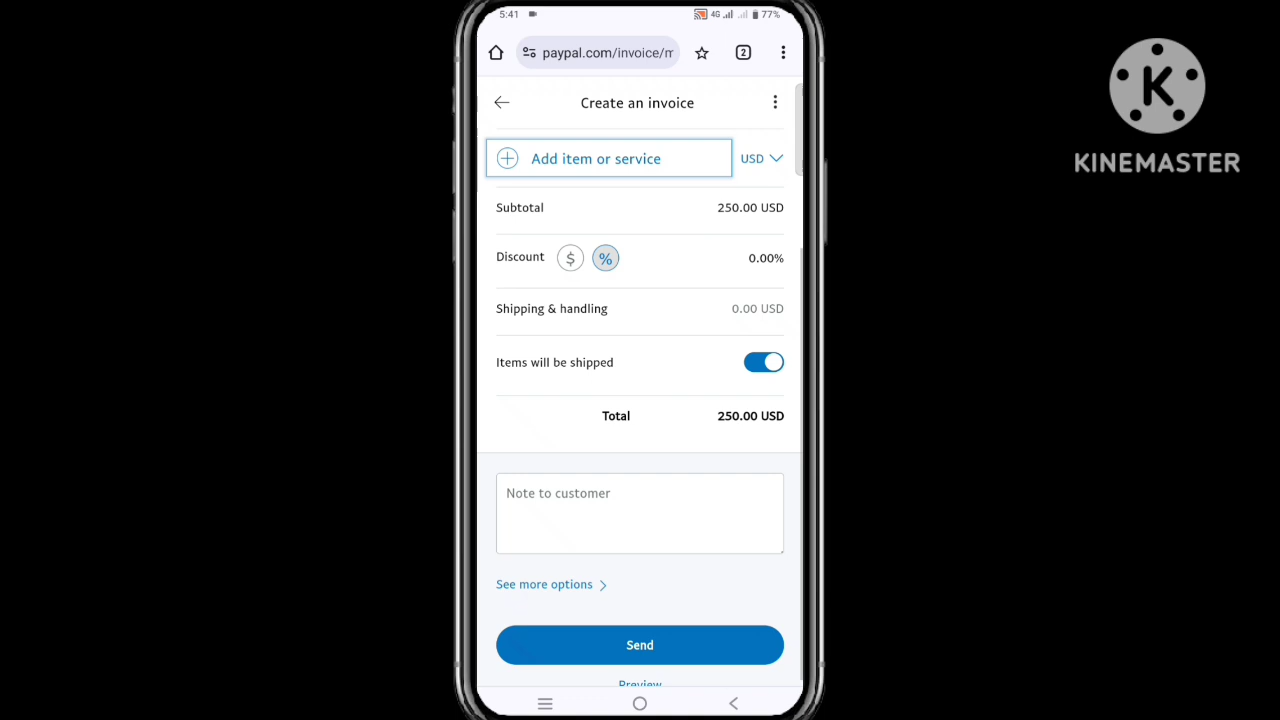 5:41
4G
77%
paypal.com/invoice/m
2
Create an invoice
Add item or service
USD
Subtotal
250.00 USD
Discount
$
%
0.00%
Shipping & handling
0.00 USD
Items will be shipped
Total
250.00 USD
Note to customer
See more options
Send
Preview
K
KINEMASTER